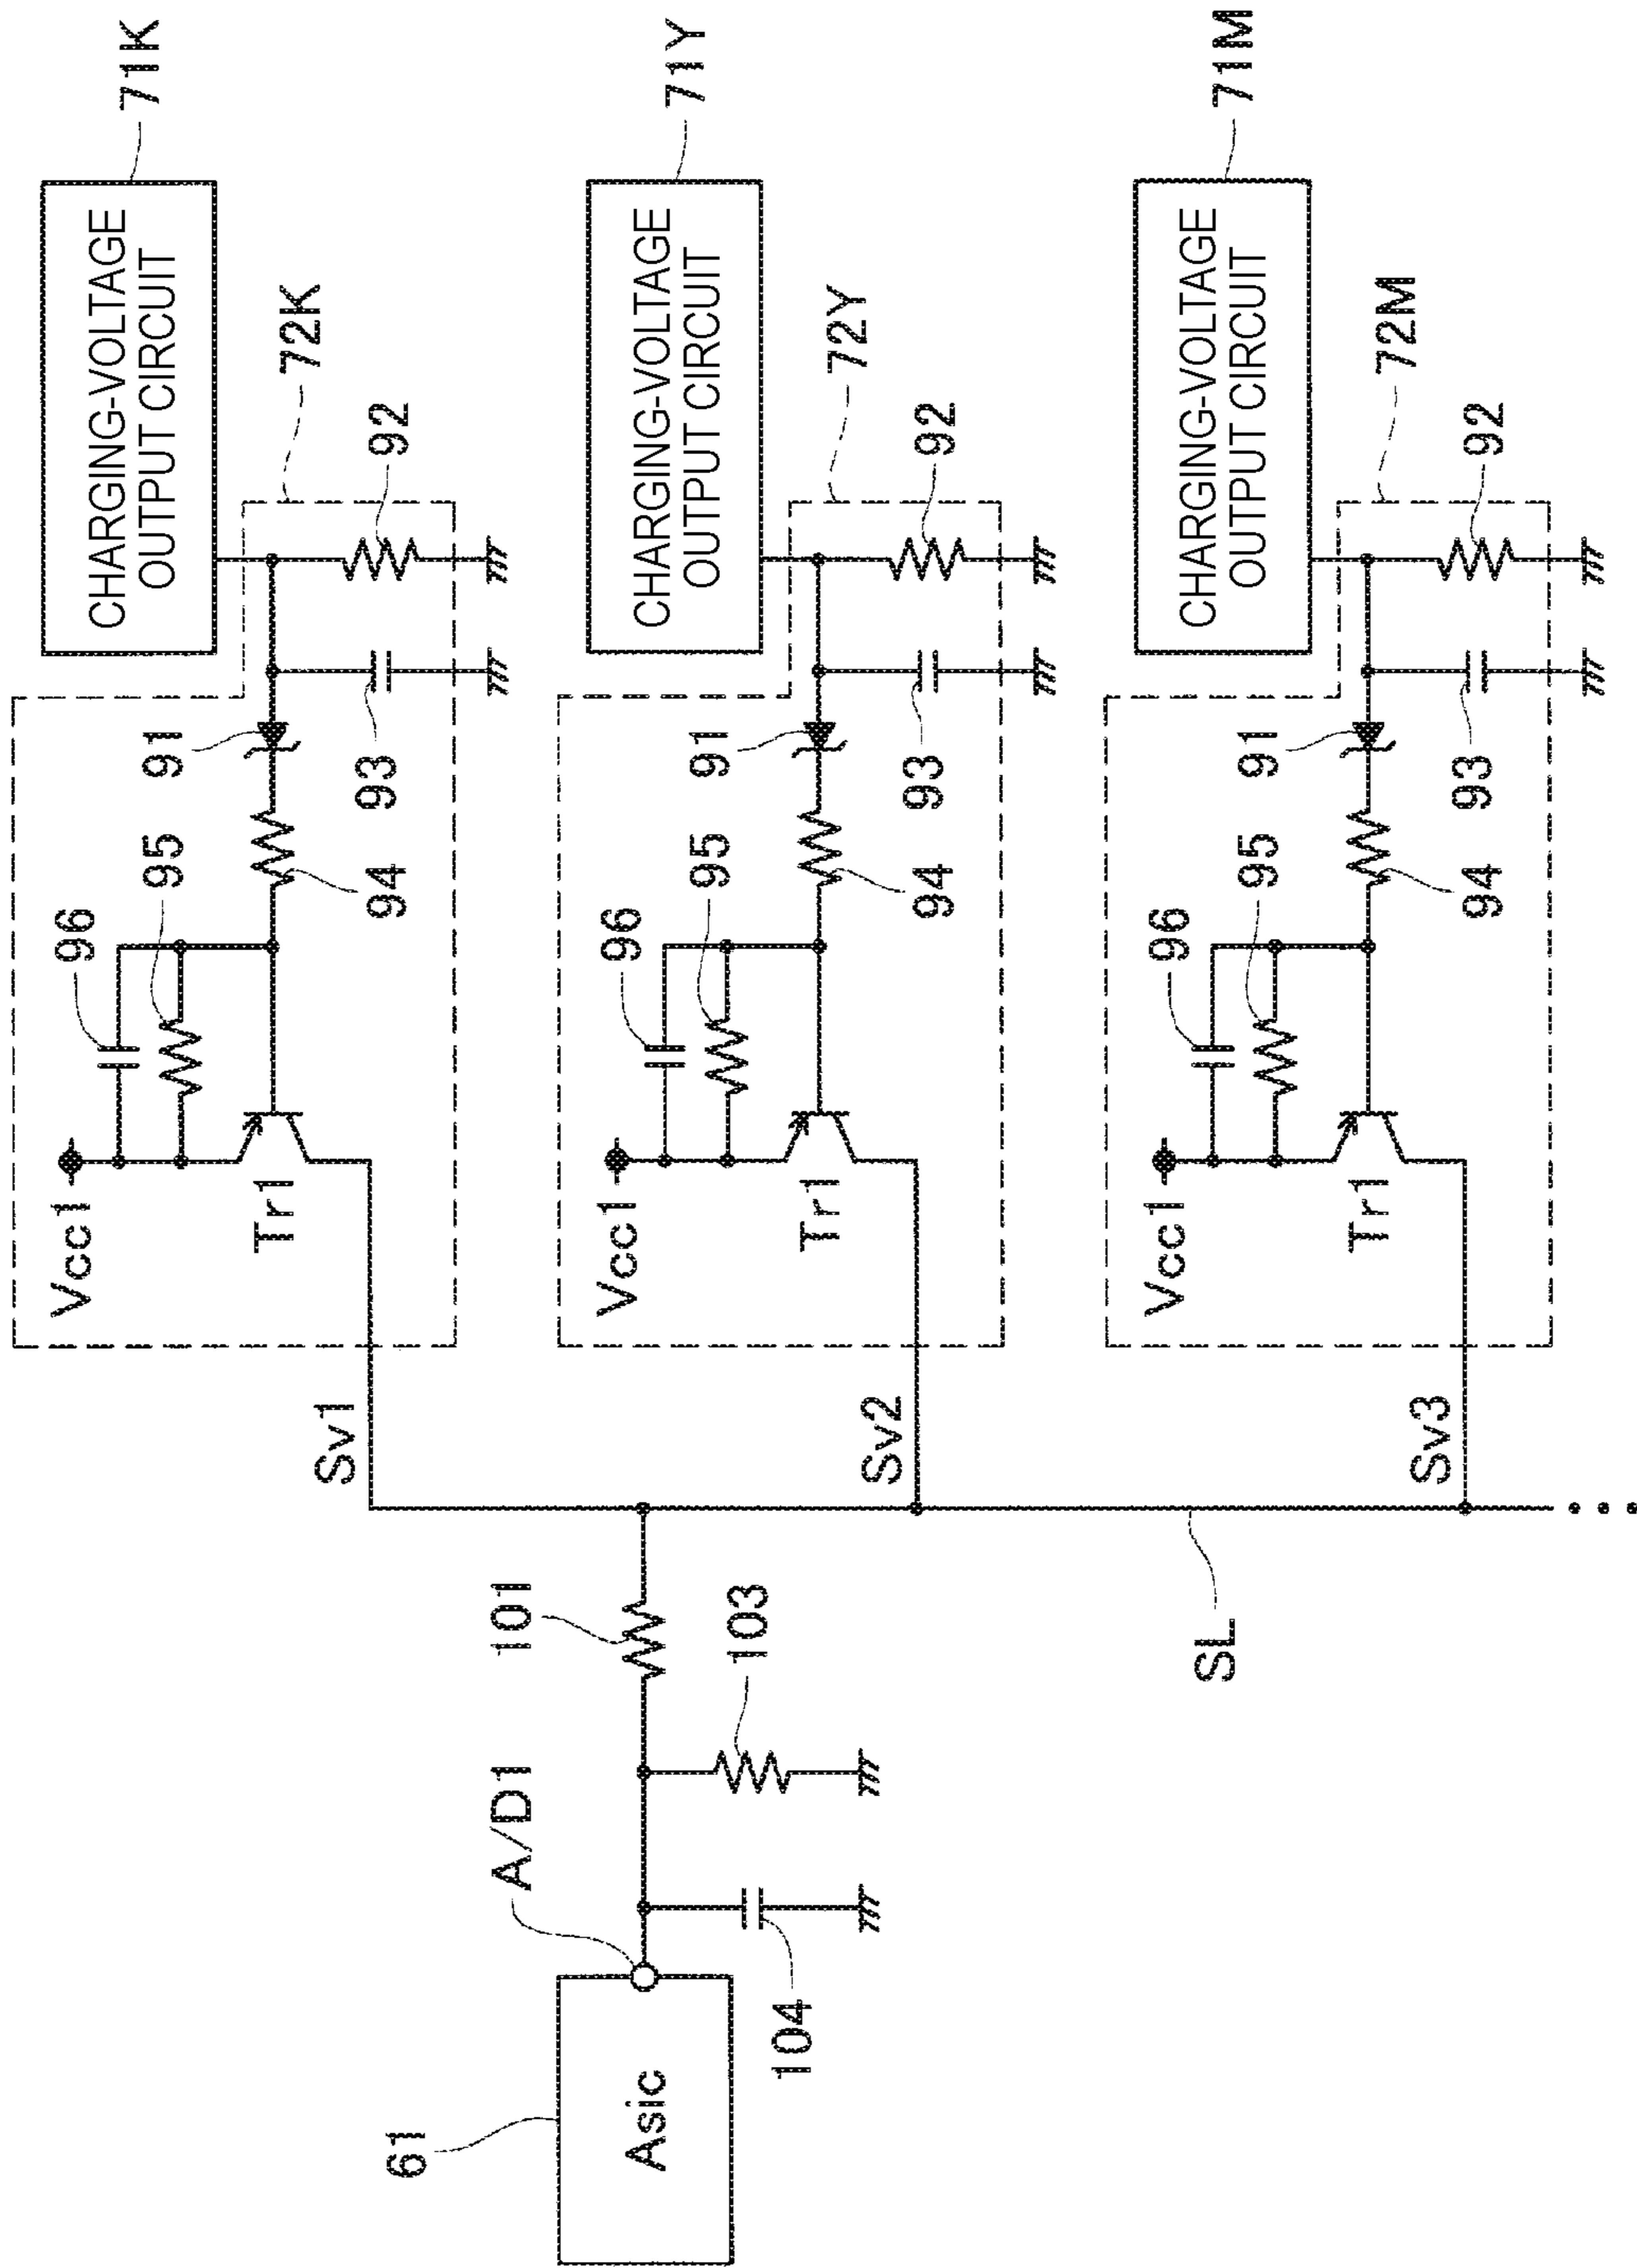 CHARGING-VOLTAGE
OUTPUT CIRCUIT
71K
72K
92
91
93
94
95
96
Vcc1
Tr1
Sv1
CHARGING-VOLTAGE
OUTPUT CIRCUIT
71Y
72Y
92
91
93
94
95
96
Vcc1
Tr1
Sv2
CHARGING-VOLTAGE
OUTPUT CIRCUIT
71M
72M
92
91
93
94
95
96
Vcc1
Tr1
Sv3
SL
101
103
A/D1
104
61
Asic